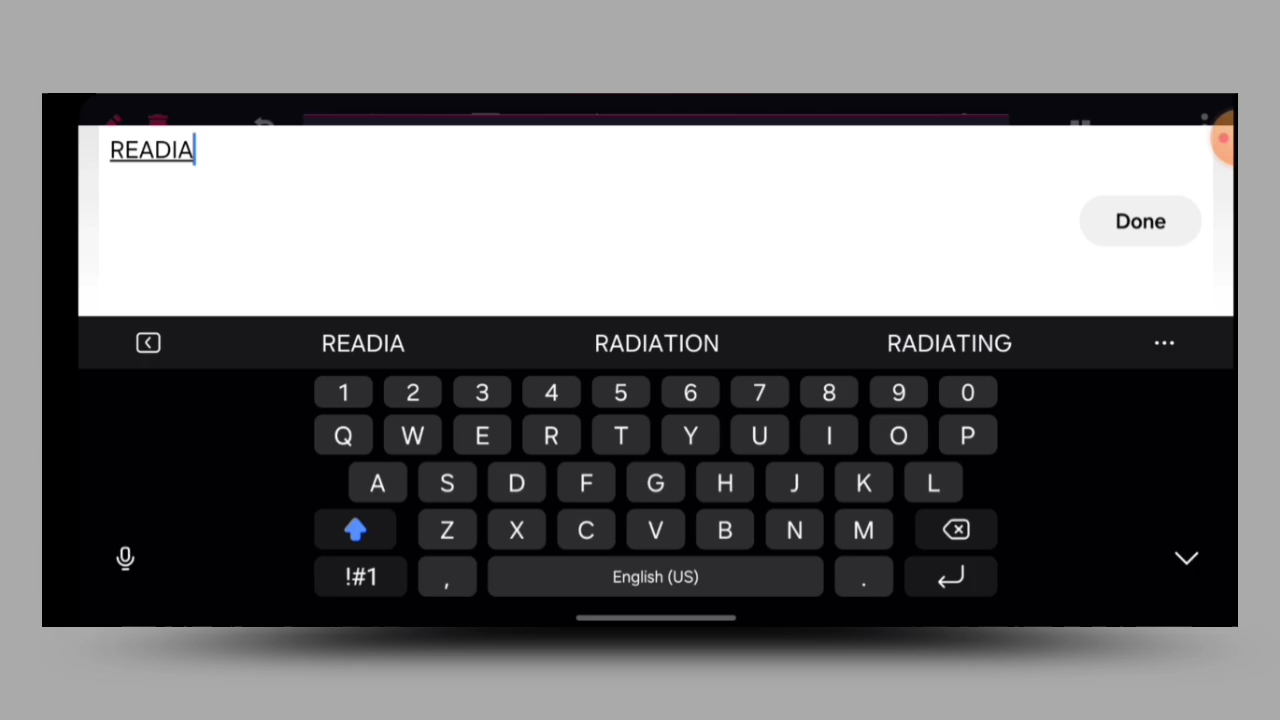 READIA
Done
READIA RADIATION RADIATING ...
1 2 3 4 5 6 7 8 9 0
Q W E R T Y U I O P
A S D F G H J K L
Z X C V B N M
!#1 , English (US) .